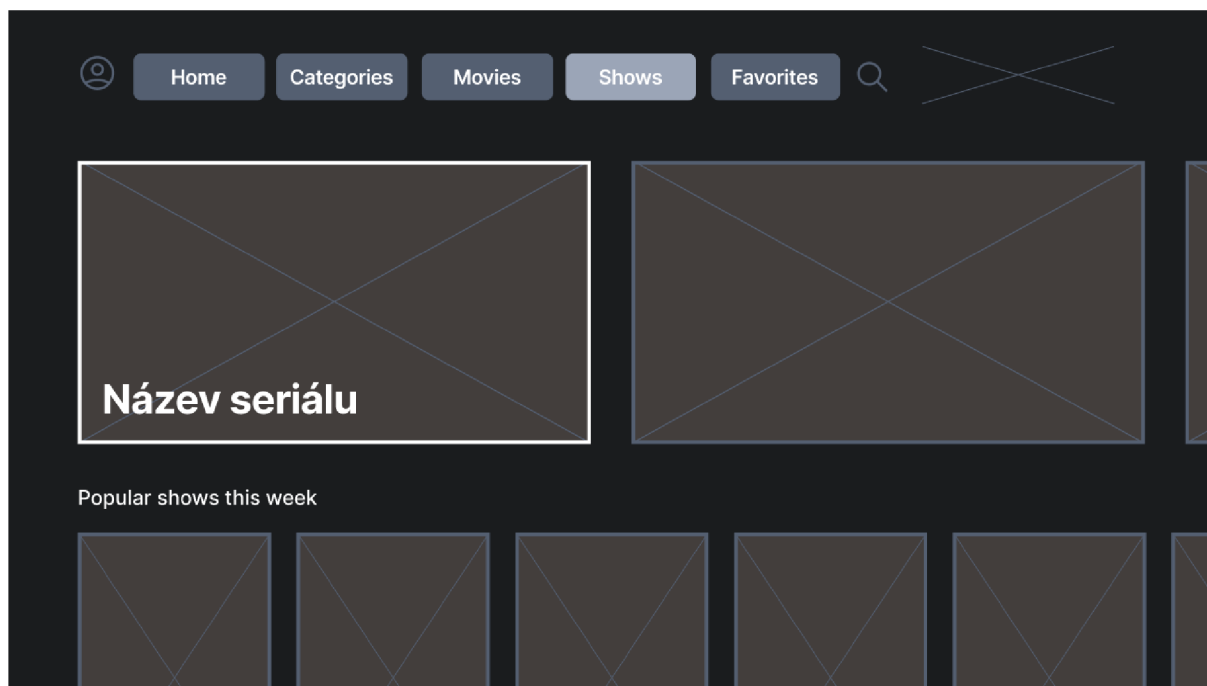 Home Categories Movies Shows Favorites
Název seriálu
Popular shows this week